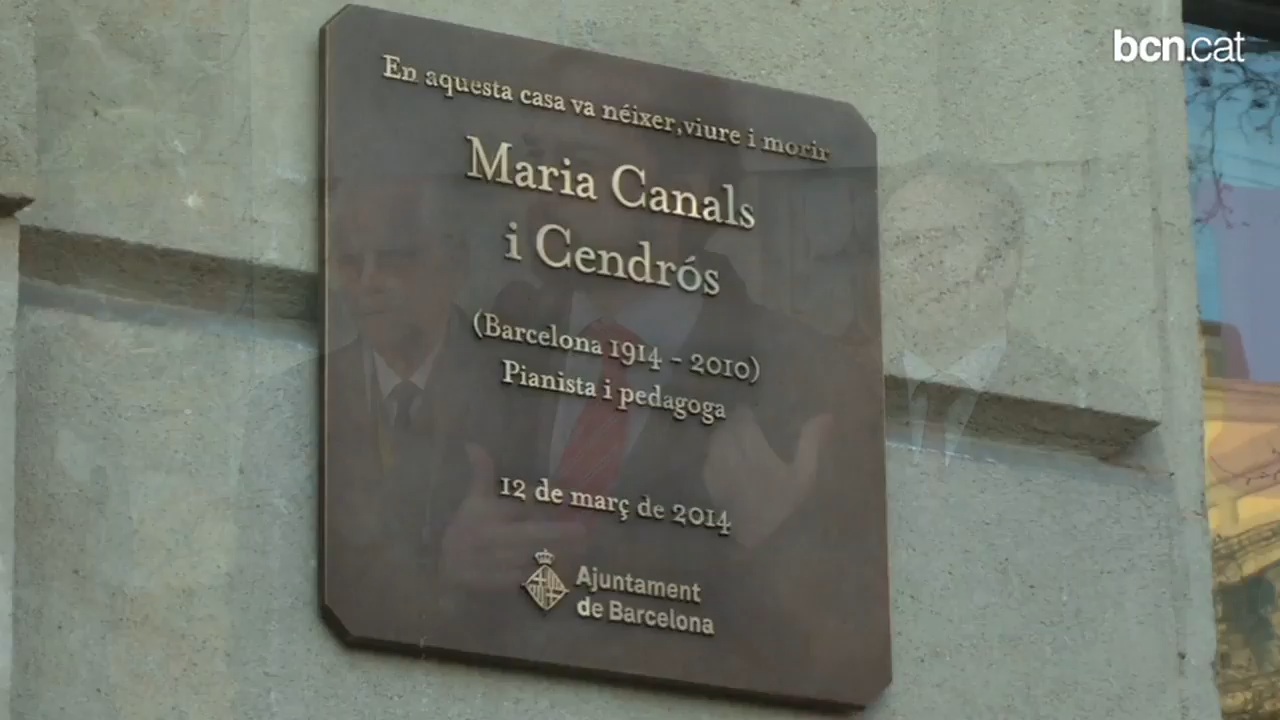 bcn.cat
En aquesta casa va néixer, viure i morir
Maria Canals
i Cendrós
(Barcelona 1914 - 2010)
Pianista i pedagoga
12 de març de 2014
Ajuntament
de Barcelona